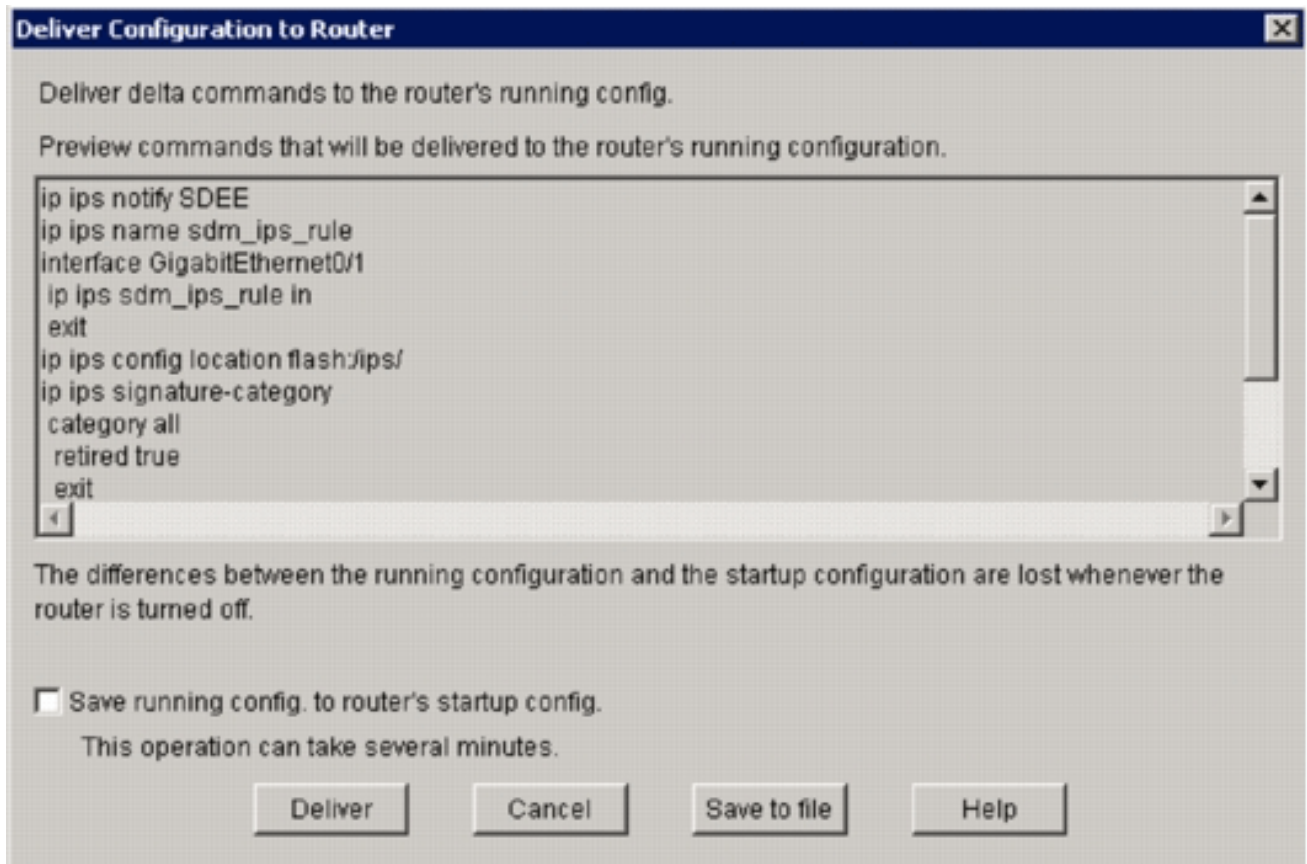 Deliver Configuration to Router
Deliver delta commands to the router's running config.
Preview commands that will be delivered to the router's running configuration.
ip ips notify SDEE
ip ips name sdm_ips_rule
interface GigabitEthernet0/1
ip ips sdm_ips_rule in
exit
ip ips config location flash:/ips/
ip ips signature-category
category all
retired true
exit
The differences between the running configuration and the startup configuration are lost whenever the
router is turned off.
Save running config. to router's startup config.
This operation can take several minutes.
Deliver Cancel Save to file Help